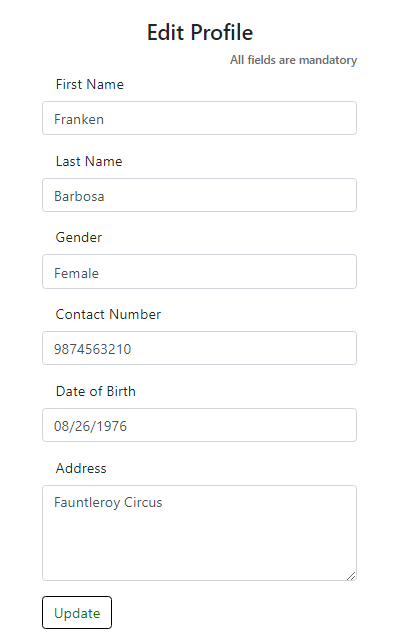 Edit Profile
All fields are mandatory
First Name
Franken
Last Name
Barbosa
Gender
Female
Contact Number
9874563210
Date of Birth
08/26/1976
Address
Fauntleroy Circus
Update